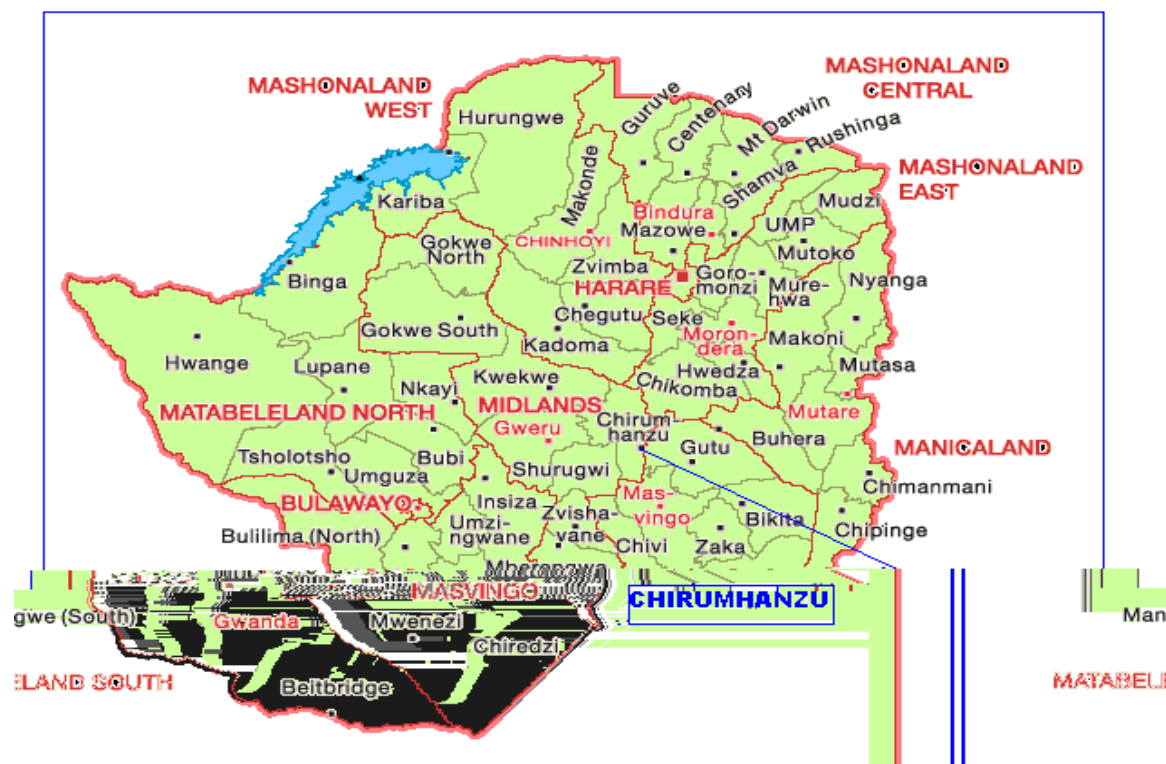 MASHONALAND
CENTRAL
MASHONALAND
WEST
Hurungwe
Guruve
Centenary
Mt Darwin
Rushinga
MASHONALAND
EAST
Makonde
Shamva
Kariba
Mudzi
Bindura
Mazowe
UMP
Gokwe
North
CHINHOYI
Mutoko
Zvimba
Binga
HARARE
Goro-
monzi
Mure-
hwa
Nyanga
Chegutu
Seke
Gokwe South
Kadoma
Moron-
dera
Makoni
Hwange
Lupane
Hwedza
Mutasa
Nkayi
Kwekwe
Chikomba
MATABELELAND NORTH
MIDLANDS
Mutare
Gweru
Chirum-
hanzu
Gutu
Buhera
MANICALAND
Tsholotsho
Bubi
Umguza
Shurugwi
Chimanmani
BULAWAYO
Insiza
Mas-
vingo
Bikita
Chipinge
Bulilima (North)
Umzi-
ngwane
Zvisha-
vane
Chivi
Zaka
MASVINGO
CHIRUMHANZU
gwe (South)
Gwanda
Mwenezi
Man
Chiredzi
ELAND SOUTH
Beitbridge
MATABELE